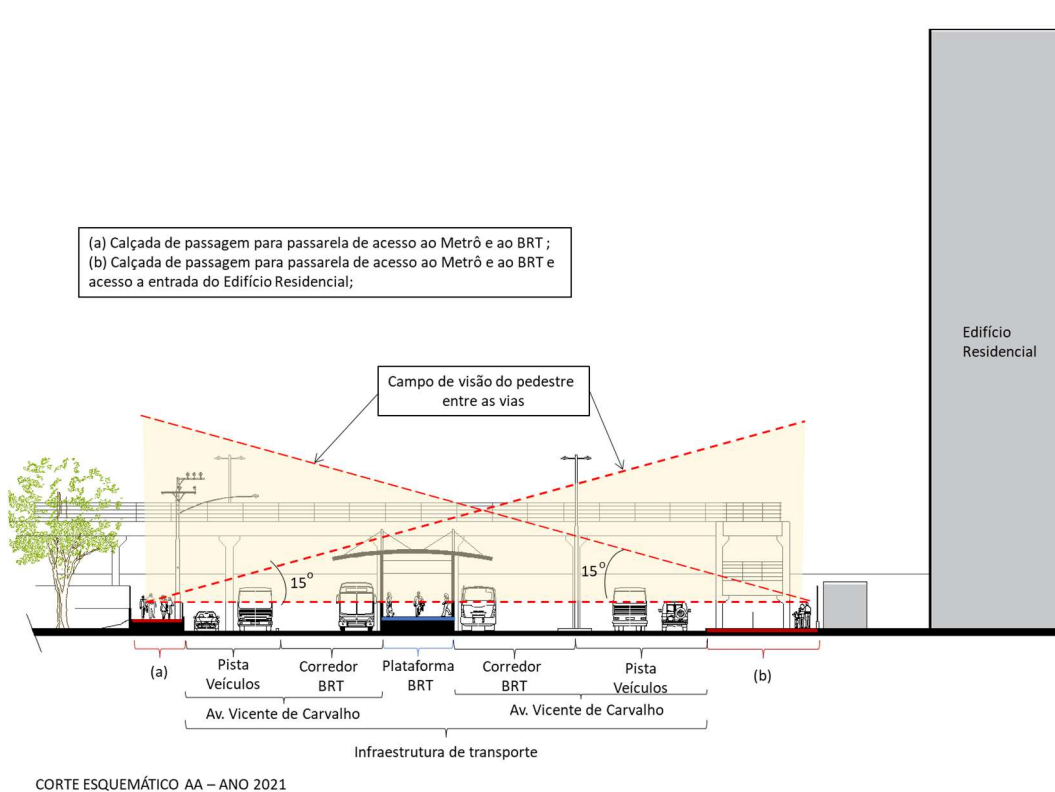 (a) Calçada de passagem para passarela de acesso ao Metrô e ao BRT ;
(b) Calçada de passagem para passarela de acesso ao Metrô e ao BRT e
acesso a entrada do Edifício Residencial;
Edifício
Residencial
Campo de visão do pedestre
entre as vias
15°
15°
(a)
Pista
Veículos
Corredor
BRT
Plataforma
BRT
Corredor
BRT
Pista
Veículos
(b)
Av. Vicente de Carvalho
Av. Vicente de Carvalho
Infraestrutura de transporte
CORTE ESQUEMÁTICO AA – ANO 2021